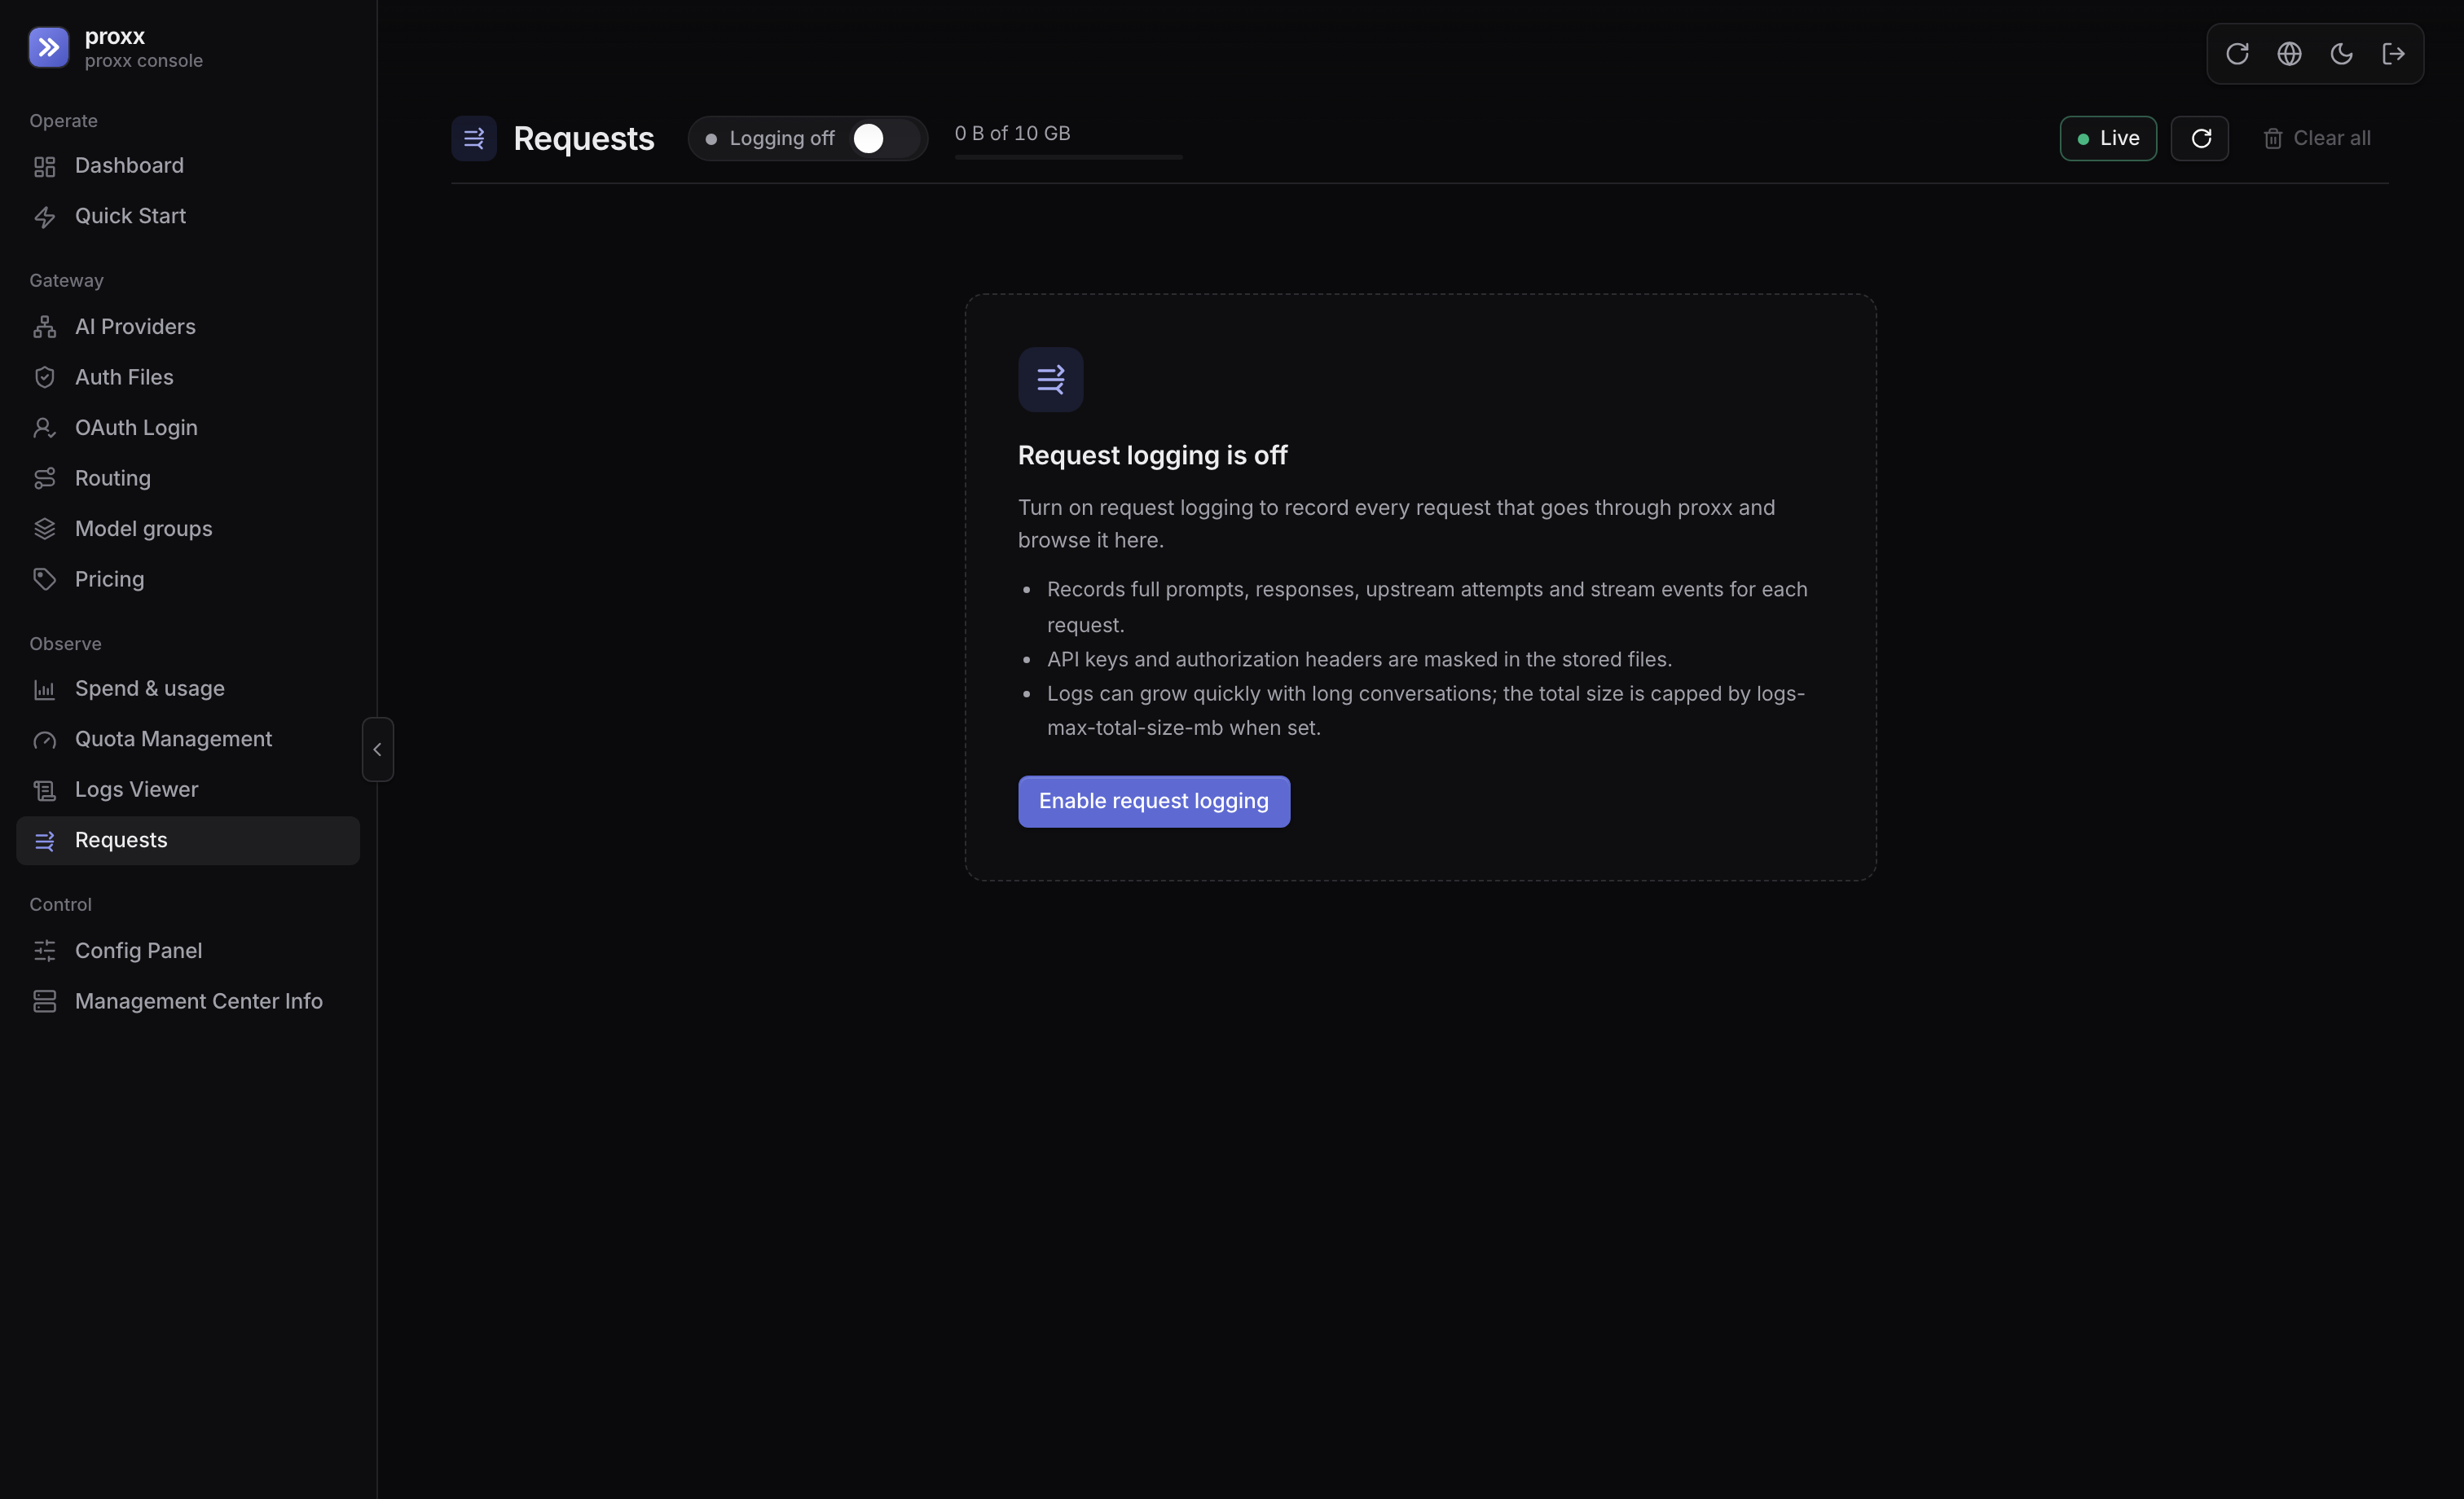 proxx
proxx console
Operate
Dashboard
Quick Start
Gateway
AI Providers
Auth Files
OAuth Login
Routing
Model groups
Pricing
Observe
Spend & usage
Quota Management
Logs Viewer
Requests
Control
Config Panel
Management Center Info
Requests
Logging off
0 B of 10 GB
Live
Clear all
Request logging is off
Turn on request logging to record every request that goes through proxx and
browse it here.
• Records full prompts, responses, upstream attempts and stream events for each
request.
• API keys and authorization headers are masked in the stored files.
• Logs can grow quickly with long conversations; the total size is capped by logs-
max-total-size-mb when set.
Enable request logging